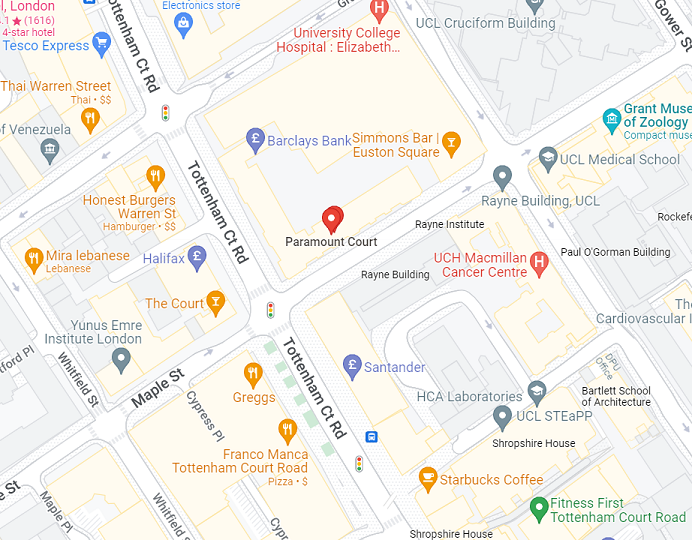 l, London
.1 ★ (1616)
4-star hotel
Electronics store
Tesco Express
Tottenham Ct Rd
University College
Hospital : Elizabeth...
UCL Cruciform Building
Gower St
Thai Warren Street
Thai • $$
of Venezuela
Barclays Bank
Simmons Bar |
Euston Square
Grant Muse
of Zoology
Compact muse
UCL Medical School
Honest Burgers
Warren St
Hamburger • $$
Tottenham Ct Rd
Rayne Building, UCL
Rockefe
Paramount Court
Rayne Institute
Mira lebanese
Lebanese
Halifax
Rayne Building
UCH Macmillan
Cancer Centre
Paul O'Gorman Building
The Court
The
Cardiovascular I
Yunus Emre
Institute London
tford Pl
Whitfield St
Maple St
Tottenham Ct Rd
Santander
DPU
Office
Greggs
Cypress Pl
HCA Laboratories
Bartlett School
of Architecture
UCL STEaPP
Shropshire House
Franco Manca
Tottenham Court Road
Pizza • $
Starbucks Coffee
e St
Maple Pl
Whitfield S
Cyp
Fitness First
Tottenham Court Road
Shropshire House